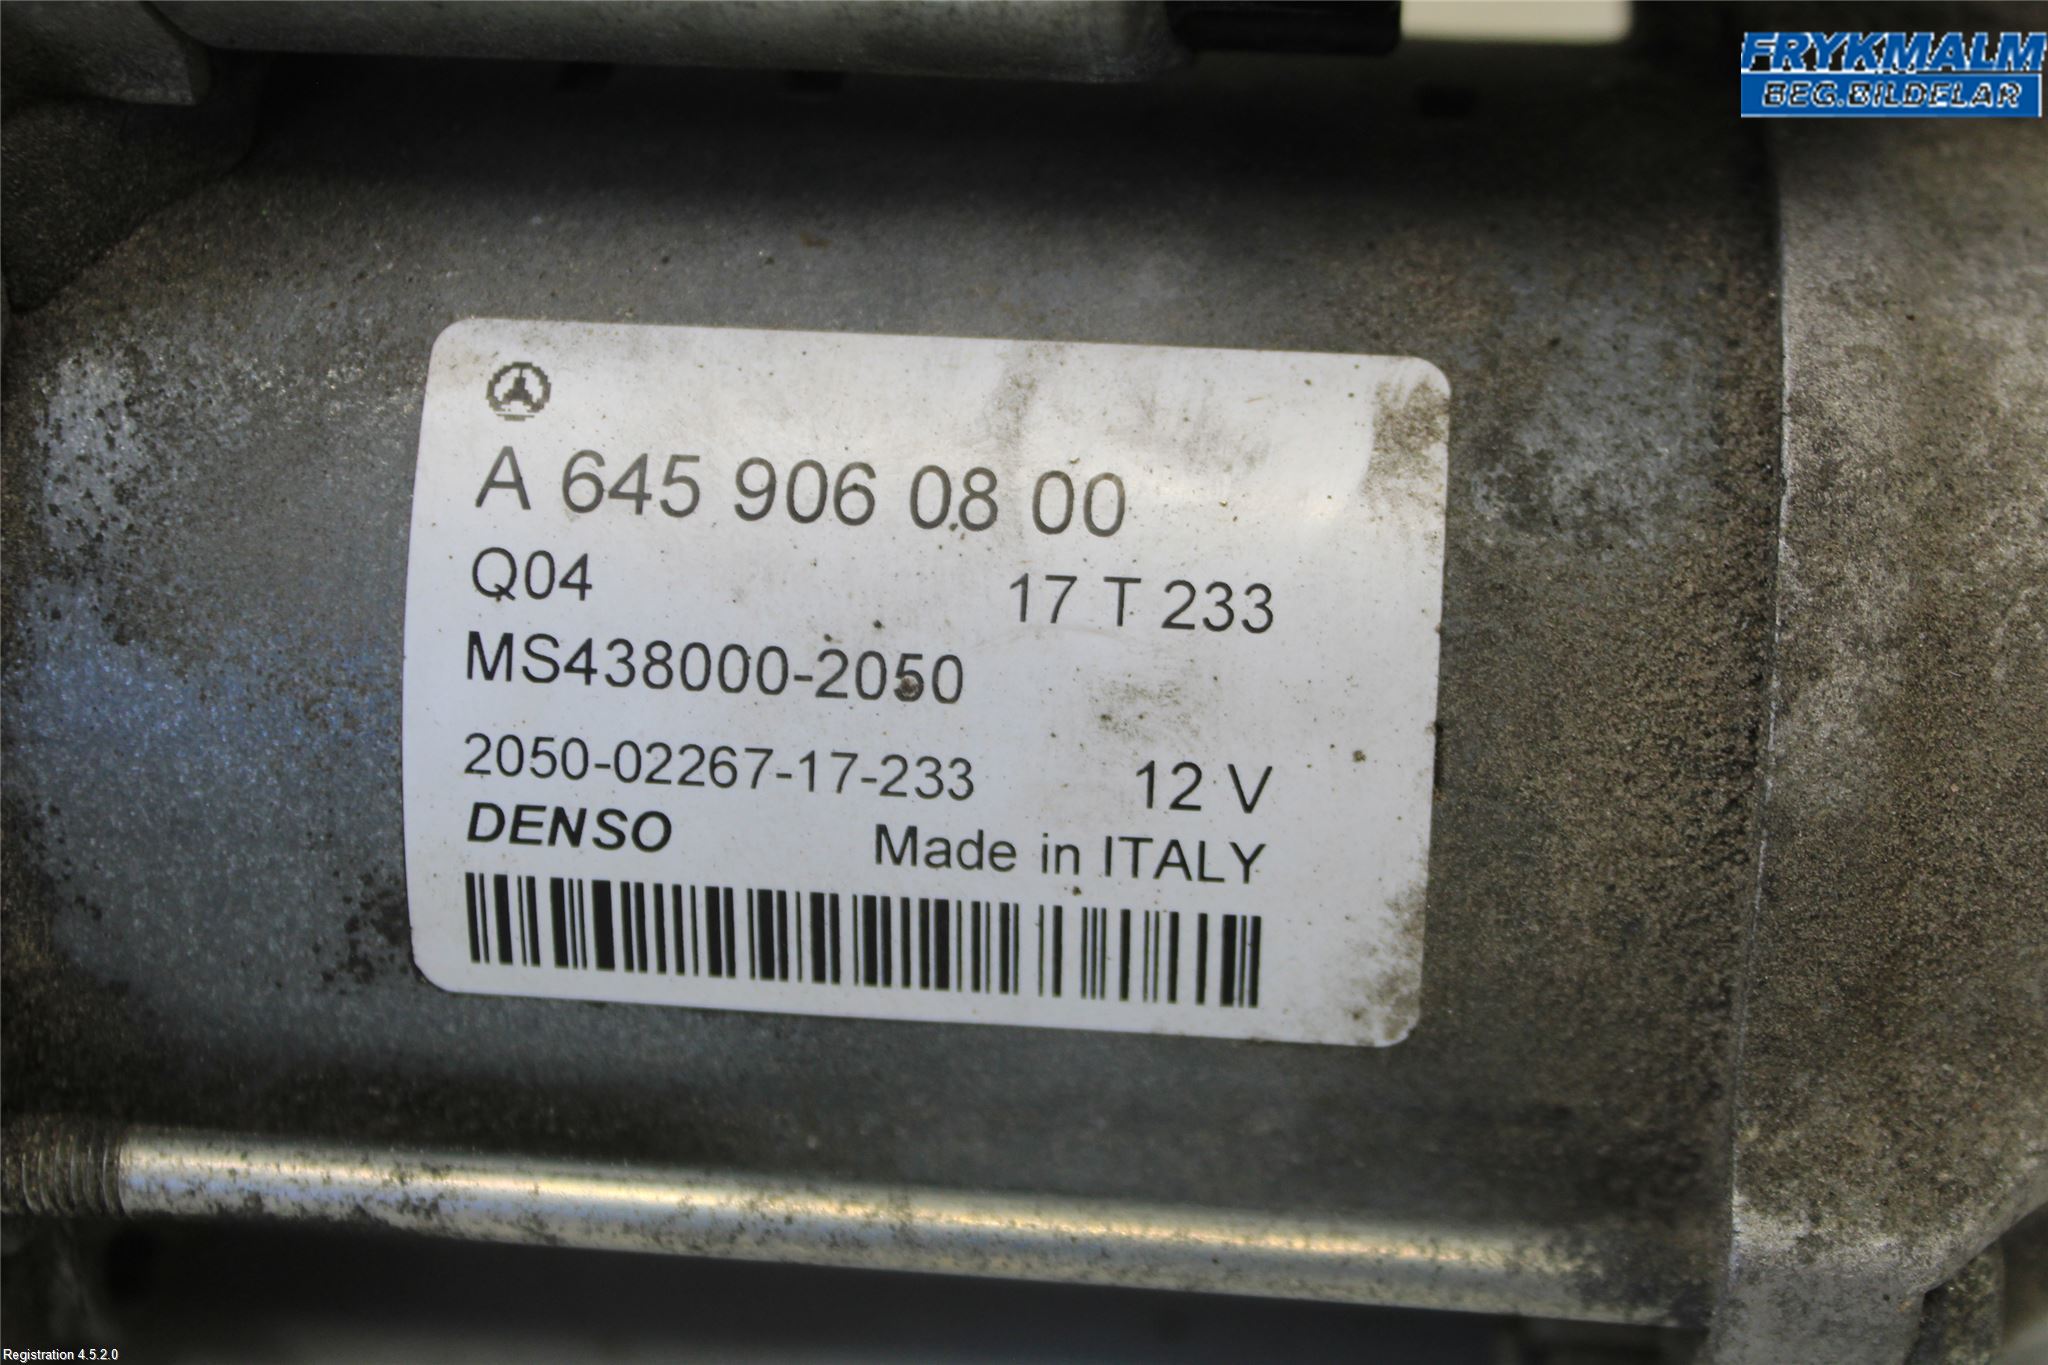 FRYKMALM
BEG.BILDELAR
A 645 906 08 00
Q04 17 T 233
MS438000-2050
2050-02267-17-233 12 V
DENSO Made in ITALY
Registration 4.5.2.0